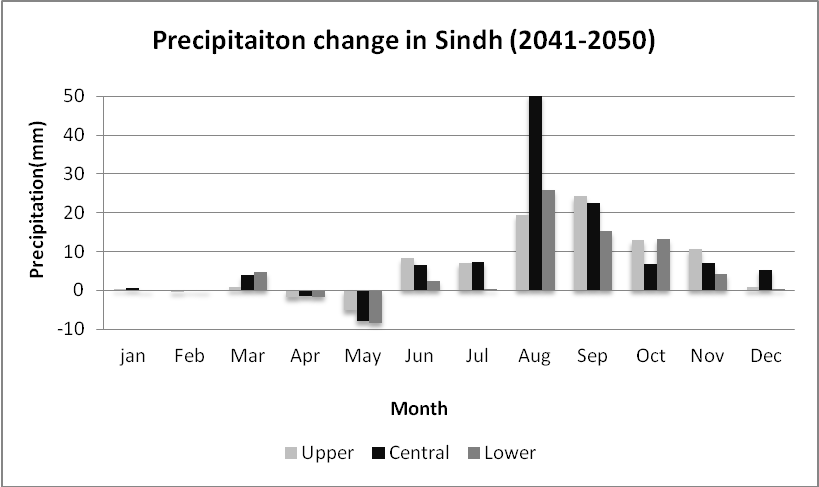 Precipitaiton change in Sindh (2041-2050)
Precipitation(mm)
50
40
30
20
10
0
-10
jan Feb Mar Apr May Jun Jul Aug Sep Oct Nov Dec
Month
Upper Central Lower